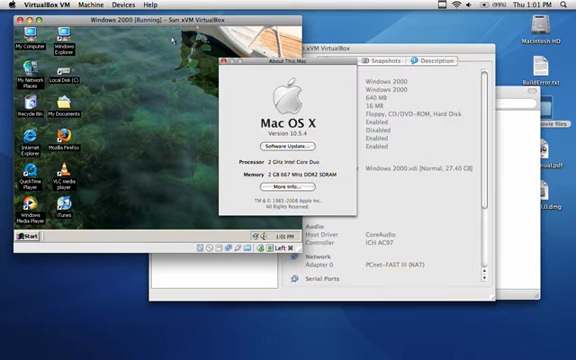 VirtualBox VM Machine Devices Help (99%) Thu 1:01 PM
Windows 2000 [Running] – Sun xVM VirtualBox
My Computer
Windows Explorer
My Network Places
Local Disk (C)
Recycle Bin
My Documents
Internet Explorer
Mozilla Firefox
QuickTime Player
VLC media player
Windows Media Player
iTunes
Start
1:01 PM
Left ⌘
About This Mac
Mac OS X
Version 10.5.4
Software Update...
Processor 2 GHz Intel Core Duo
Memory 2 GB 667 MHz DDR2 SDRAM
More Info...
TM & © 1983-2008 Apple Inc.
All Rights Reserved.
xVM VirtualBox
Snapshots
Description
Windows 2000
Windows 2000
640 MB
16 MB
Floppy, CD/DVD-ROM, Hard Disk
Enabled
Disabled
Enabled
Enabled
Windows 2000.vdi [Normal, 27.40 GB]
Audio
Host Driver CoreAudio
Controller ICH AC97
Network
Adapter 0 PCnet-FAST III (NAT)
Serial Ports
Macintosh HD
BuildError.txt